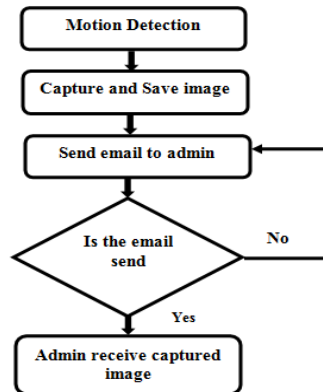 Motion Detection
Capture and Save image
Send email to admin
Is the email
send
No
Yes
Admin receive captured
image